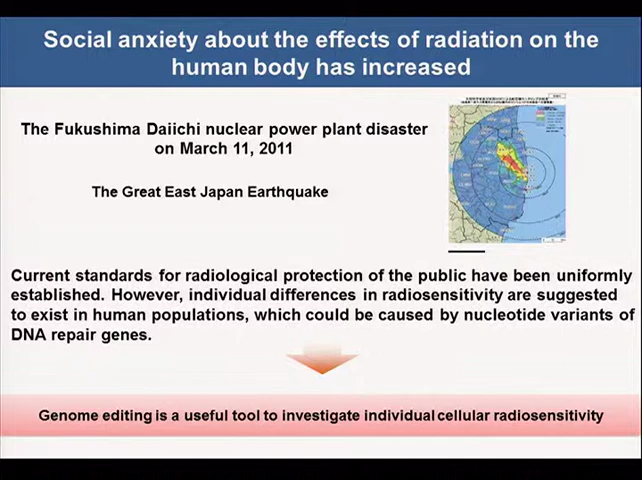 Social anxiety about the effects of radiation on the
human body has increased
The Fukushima Daiichi nuclear power plant disaster
on March 11, 2011
The Great East Japan Earthquake
Current standards for radiological protection of the public have been uniformly
established. However, individual differences in radiosensitivity are suggested
to exist in human populations, which could be caused by nucleotide variants of
DNA repair genes.
Genome editing is a useful tool to investigate individual cellular radiosensitivity